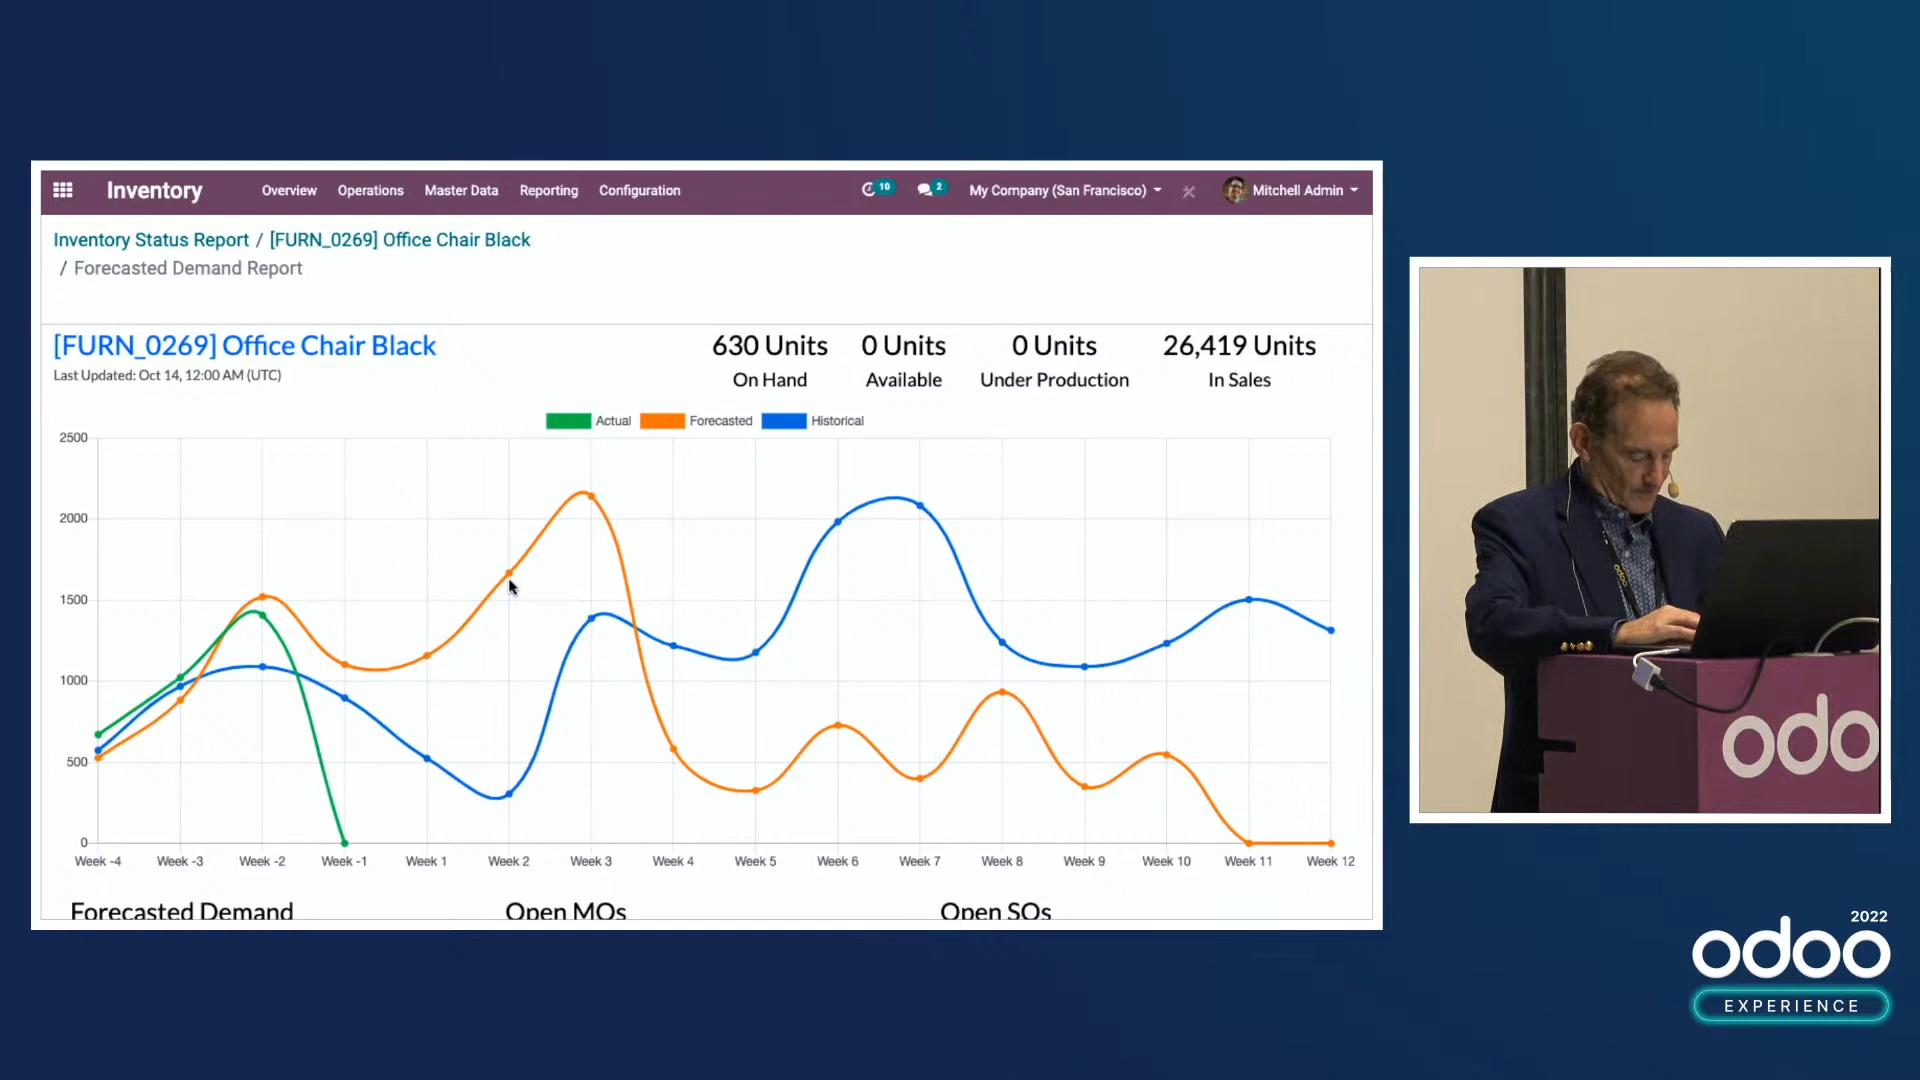 Inventory Overview Operations Master Data Reporting Configuration 10 2 My Company (San Francisco) Mitchell Admin
Inventory Status Report / [FURN_0269] Office Chair Black
/ Forecasted Demand Report
[FURN_0269] Office Chair Black
Last Updated: Oct 14, 12:00 AM (UTC)
630 Units 0 Units 0 Units 26,419 Units
On Hand Available Under Production In Sales
Actual Forecasted Historical
2500
2000
1500
1000
500
0
Week -4 Week -3 Week -2 Week -1 Week 1 Week 2 Week 3 Week 4 Week 5 Week 6 Week 7 Week 8 Week 9 Week 10 Week 11 Week 12
Forecasted Demand Open MOs Open SOs
odoo
odo
2022
odoo
EXPERIENCE